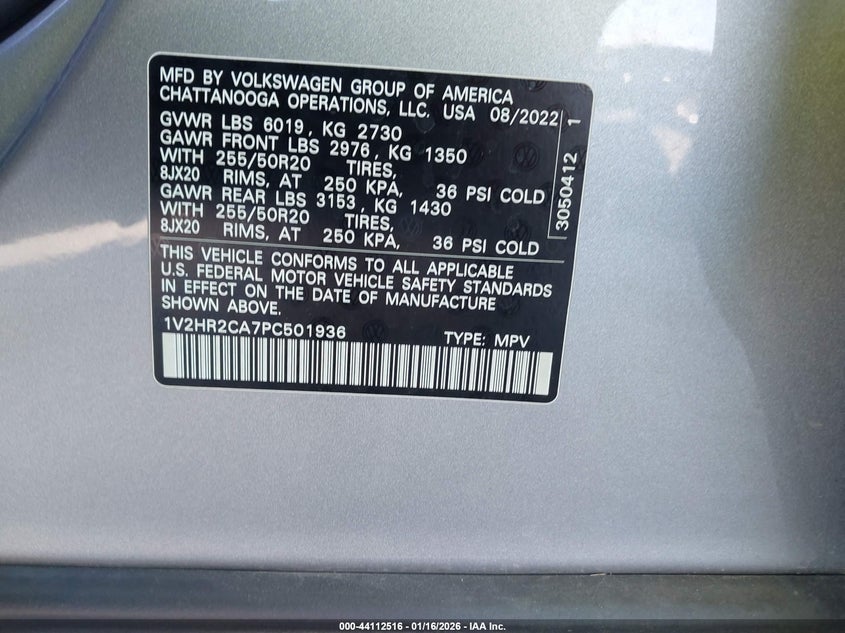 MFD BY VOLKSWAGEN GROUP OF AMERICA
CHATTANOOGA OPERATIONS, LLC. USA 08/2022
GVWR LBS 6019, KG 2730
GAWR FRONT LBS 2976, KG 1350
WITH 255/50R20 TIRES,
8JX20 RIMS, AT 250 KPA, 36 PSI COLD
GAWR REAR LBS 3153, KG 1430
WITH 255/50R20 TIRES,
8JX20 RIMS, AT 250 KPA, 36 PSI COLD
3050412 1
THIS VEHICLE CONFORMS TO ALL APPLICABLE
U.S. FEDERAL MOTOR VEHICLE SAFETY STANDARDS
IN EFFECT ON THE DATE OF MANUFACTURE
SHOWN ABOVE.
1V2HR2CA7PC501936 TYPE: MPV
000-44112516 - 01/16/2026 - IAA Inc.